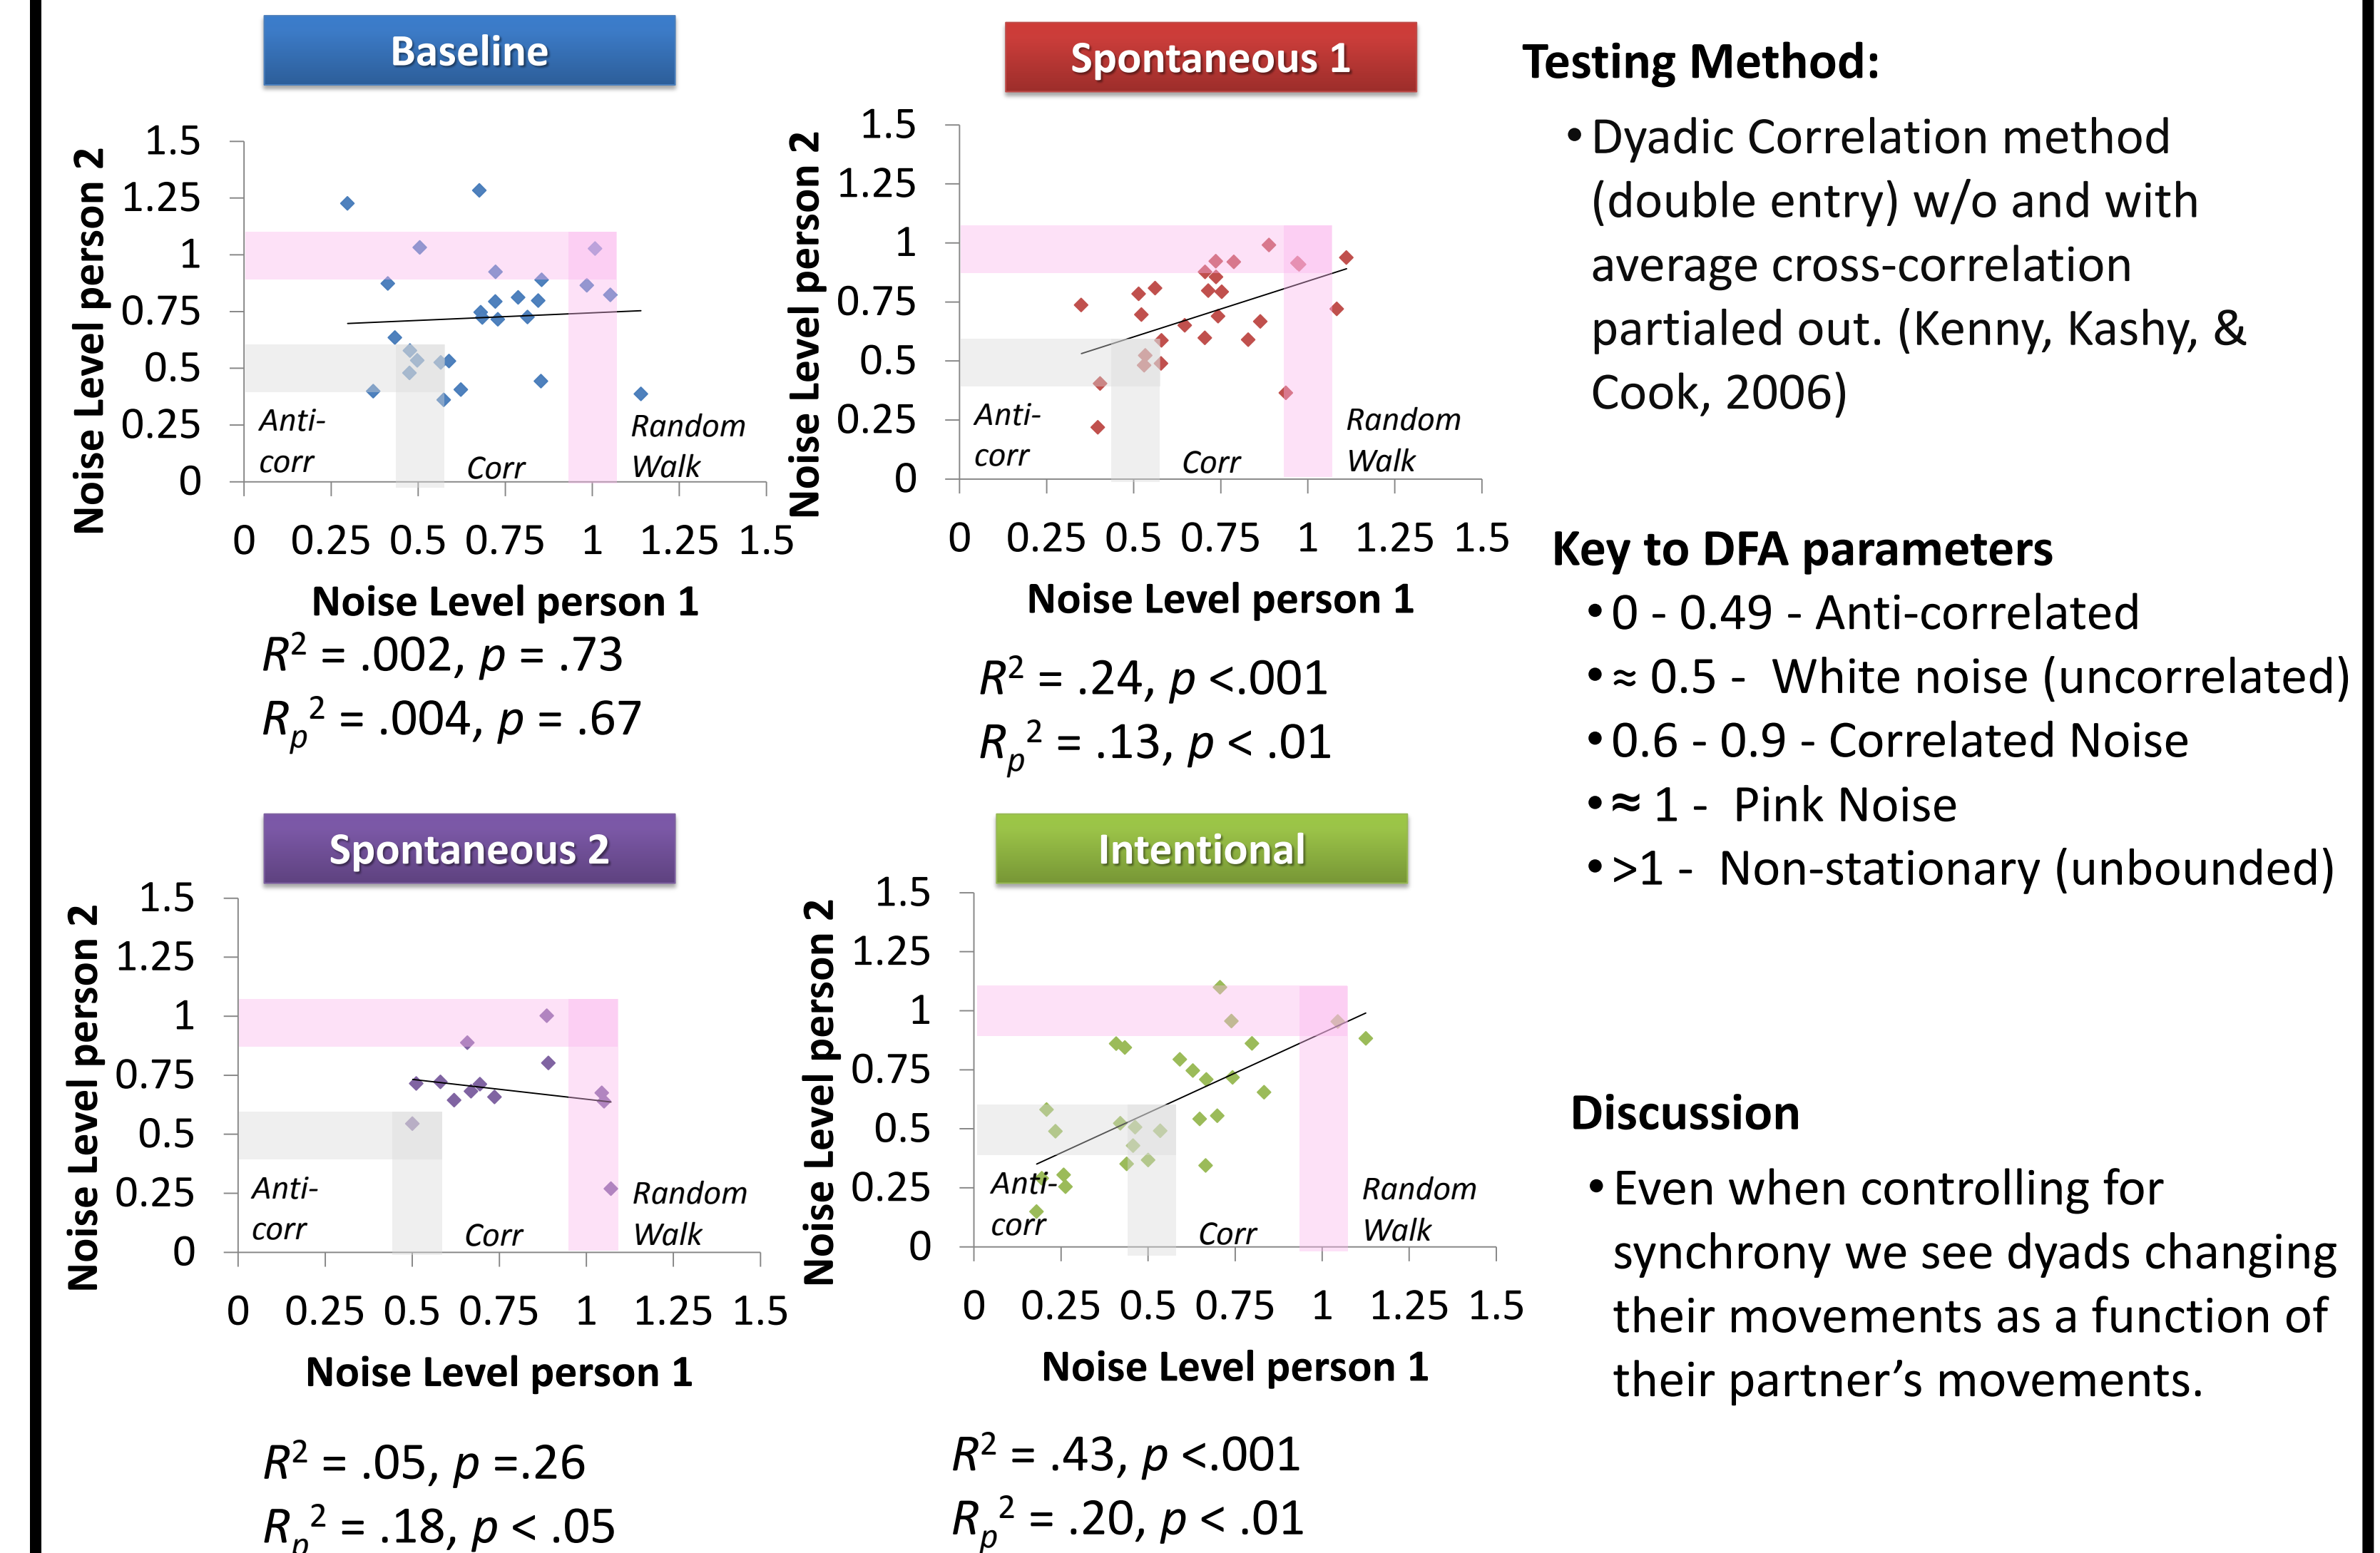 Baseline
Noise Level person 2
1.5
1.25
1
0.75
0.5
0.25
0
Anti-
corr
Corr
Random
Walk
0 0.25 0.5 0.75 1 1.25 1.5
Noise Level person 1
R² = .002, p = .73
Rp² = .004, p = .67
Spontaneous 1
Noise Level person 2
1.5
1.25
1
0.75
0.5
0.25
0
Anti-
corr
Corr
Random
Walk
0 0.25 0.5 0.75 1 1.25 1.5
Noise Level person 1
R² = .24, p <.001
Rp² = .13, p < .01
Spontaneous 2
Noise Level person 2
1.5
1.25
1
0.75
0.5
0.25
0
Anti-
corr
Corr
Random
Walk
0 0.25 0.5 0.75 1 1.25 1.5
Noise Level person 1
R² = .05, p =.26
Rp² = .18, p < .05
Intentional
Noise Level person 2
1.5
1.25
1
0.75
0.5
0.25
0
Anti-
corr
Corr
Random
Walk
0 0.25 0.5 0.75 1 1.25 1.5
Noise Level person 1
R² = .43, p <.001
Rp² = .20, p < .01
Testing Method:
• Dyadic Correlation method
(double entry) w/o and with
average cross-correlation
partialed out. (Kenny, Kashy, &
Cook, 2006)
Key to DFA parameters
• 0 - 0.49 - Anti-correlated
• ≈ 0.5 - White noise (uncorrelated)
• 0.6 - 0.9 - Correlated Noise
• ≈ 1 - Pink Noise
• >1 - Non-stationary (unbounded)
Discussion
• Even when controlling for
synchrony we see dyads changing
their movements as a function of
their partner’s movements.